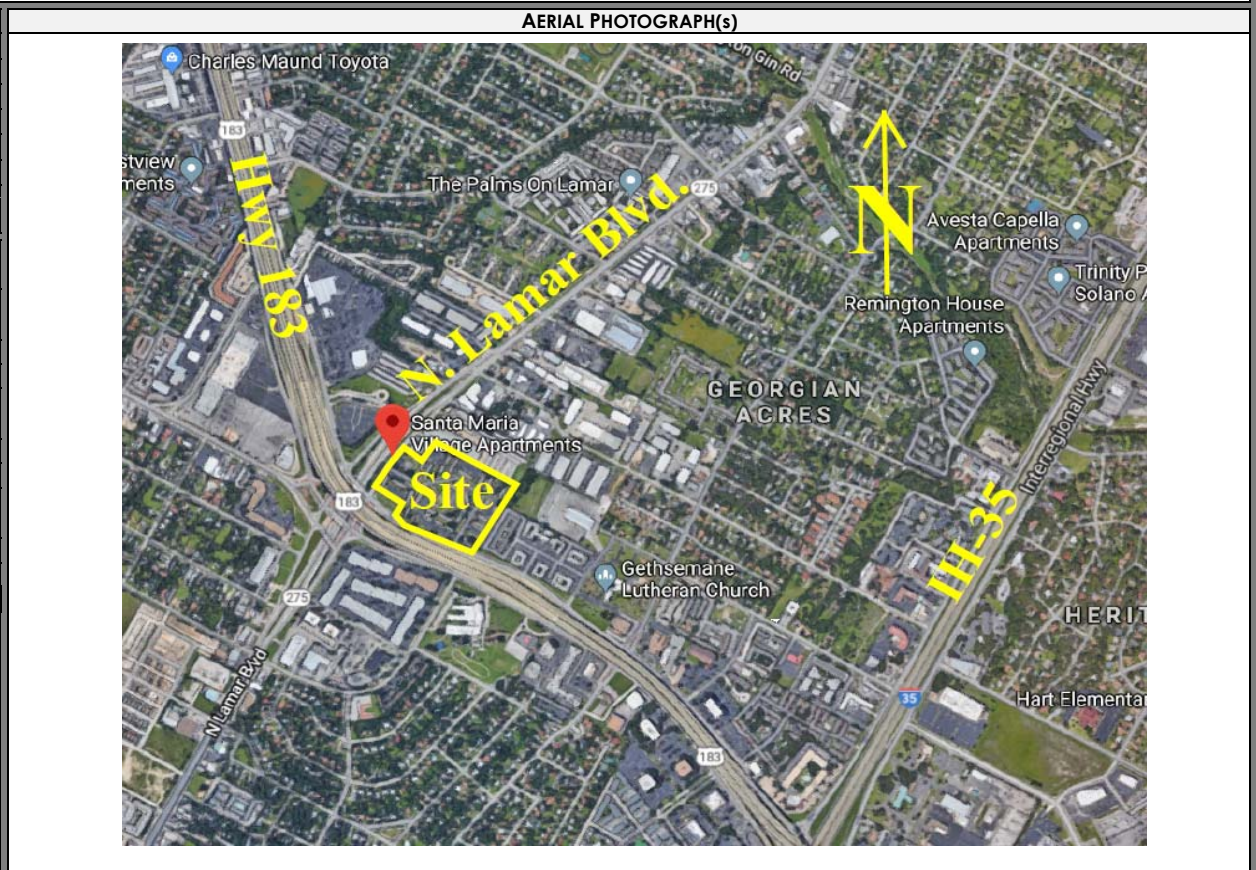 AERIAL PHOTOGRAPH(s)
Charles Maund Toyota
on Gin Rd
183
stview
ments
Hwy 183
The Palms On Lamar
275
N. Lamar Blvd.
N
Avesta Capella
Apartments
Trinity P
Solano A
Remington House
Apartments
GEORGIAN
ACRES
Interregional Hwy
Santa Maria
Village Apartments
Site
183
IH-35
Gethsemane
Lutheran Church
275
HERIT
N Lamar Blvd
35
Hart Elementar
183